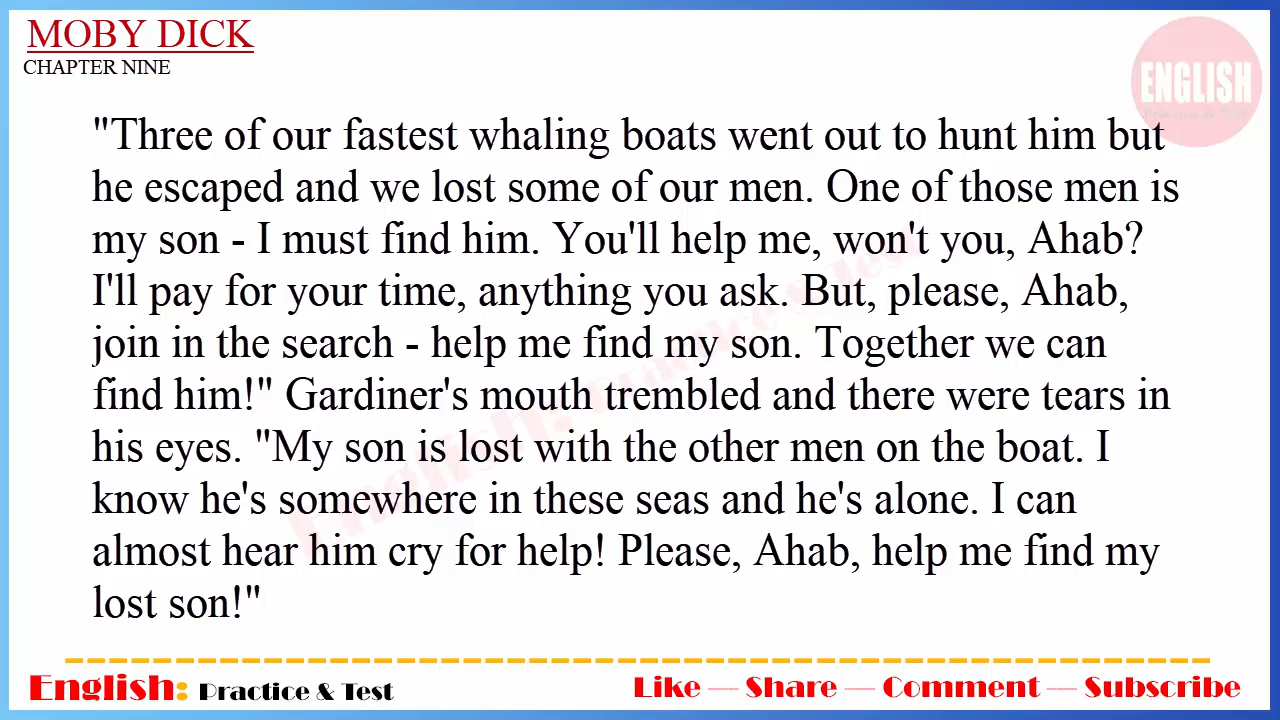 MOBY DICK
CHAPTER NINE
ENGLISH
Practice & Test
"Three of our fastest whaling boats went out to hunt him but
he escaped and we lost some of our men. One of those men is
my son - I must find him. You'll help me, won't you, Ahab?
I'll pay for your time, anything you ask. But, please, Ahab,
join in the search - help me find my son. Together we can
find him!" Gardiner's mouth trembled and there were tears in
his eyes. "My son is lost with the other men on the boat. I
know he's somewhere in these seas and he's alone. I can
almost hear him cry for help! Please, Ahab, help me find my
lost son!"
English: Practice & Test
English: Practice & Test
Like — Share — Comment — Subscribe